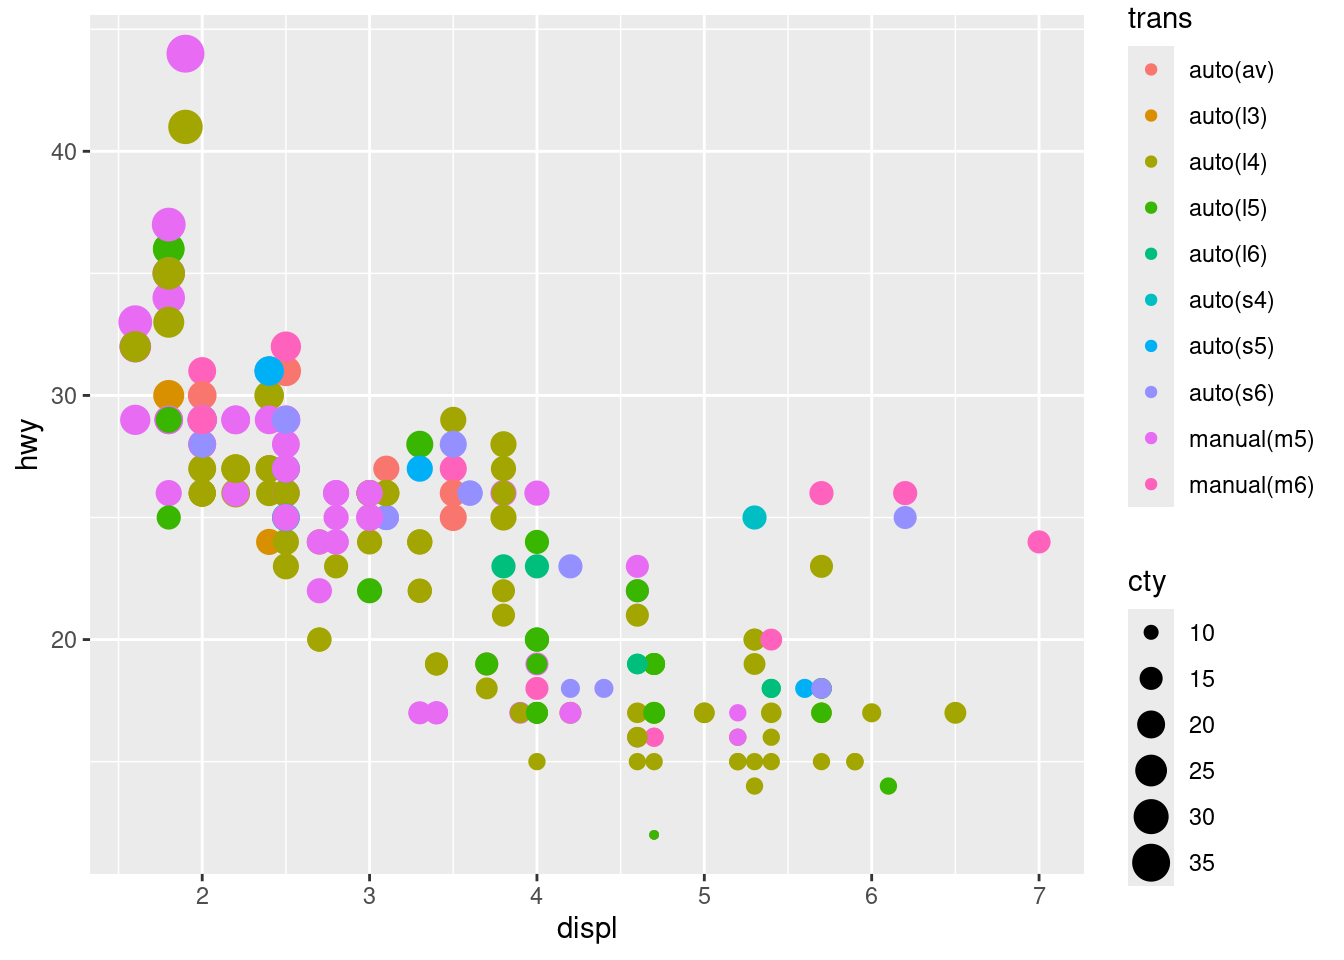 40
30
20
hwy
2 3 4 5 6 7
displ
trans
auto(av)
auto(l3)
auto(l4)
auto(l5)
auto(l6)
auto(s4)
auto(s5)
auto(s6)
manual(m5)
manual(m6)
cty
10
15
20
25
30
35